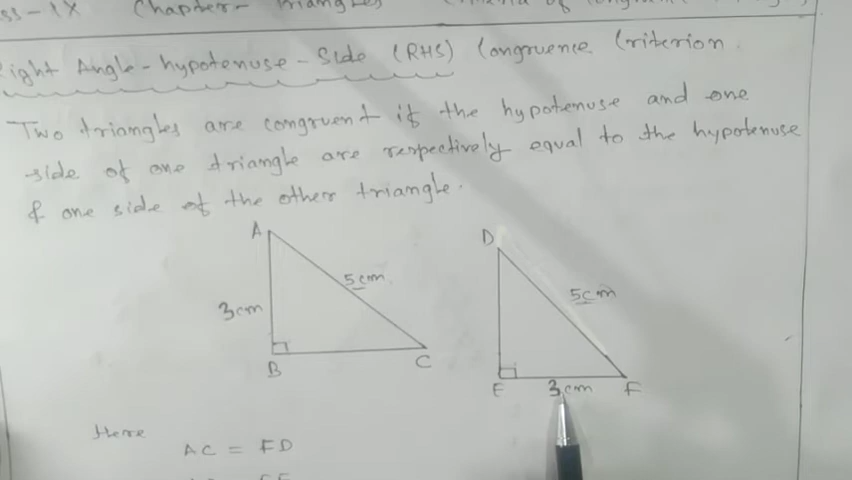 Chapter- Triangles
Right Angle-hypotenuse-Side (RHS) Congruence Criterion
Two triangles are congruent if the hypotenuse and one
side of one triangle are respectively equal to the hypotenuse
& one side of the other triangle.
A
D
5cm
5cm
3cm
B
C
E
3cm
F
Here
AC = FD